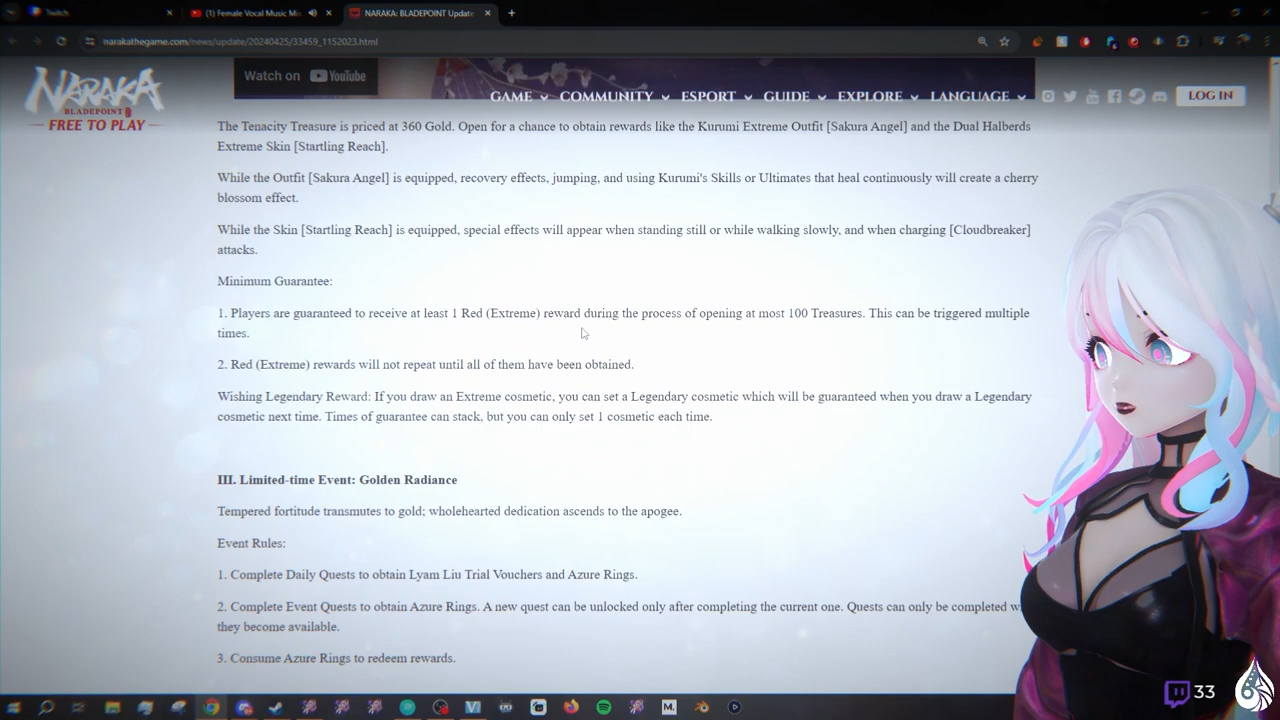 Twitch
(1) Female Vocal Music Mi
NARAKA: BLADEPOINT Update
narakathegame.com/news/update/20240425/33459_1152023.html
NARAKA
BLADEPOINT
FREE TO PLAY
Watch on YouTube
GAME COMMUNITY ESPORT GUIDE EXPLORE LANGUAGE LOG IN
The Tenacity Treasure is priced at 360 Gold. Open for a chance to obtain rewards like the Kurumi Extreme Outfit [Sakura Angel] and the Dual Halberds
Extreme Skin [Startling Reach].
While the Outfit [Sakura Angel] is equipped, recovery effects, jumping, and using Kurumi's Skills or Ultimates that heal continuously will create a cherry
blossom effect.
While the Skin [Startling Reach] is equipped, special effects will appear when standing still or while walking slowly, and when charging [Cloudbreaker]
attacks.
Minimum Guarantee:
1. Players are guaranteed to receive at least 1 Red (Extreme) reward during the process of opening at most 100 Treasures. This can be triggered multiple
times.
2. Red (Extreme) rewards will not repeat until all of them have been obtained.
Wishing Legendary Reward: If you draw an Extreme cosmetic, you can set a Legendary cosmetic which will be guaranteed when you draw a Legendary
cosmetic next time. Times of guarantee can stack, but you can only set 1 cosmetic each time.
III. Limited-time Event: Golden Radiance
Tempered fortitude transmutes to gold; wholehearted dedication ascends to the apogee.
Event Rules:
1. Complete Daily Quests to obtain Lyam Liu Trial Vouchers and Azure Rings.
2. Complete Event Quests to obtain Azure Rings. A new quest can be unlocked only after completing the current one. Quests can only be completed w
they become available.
3. Consume Azure Rings to redeem rewards.
33
M.